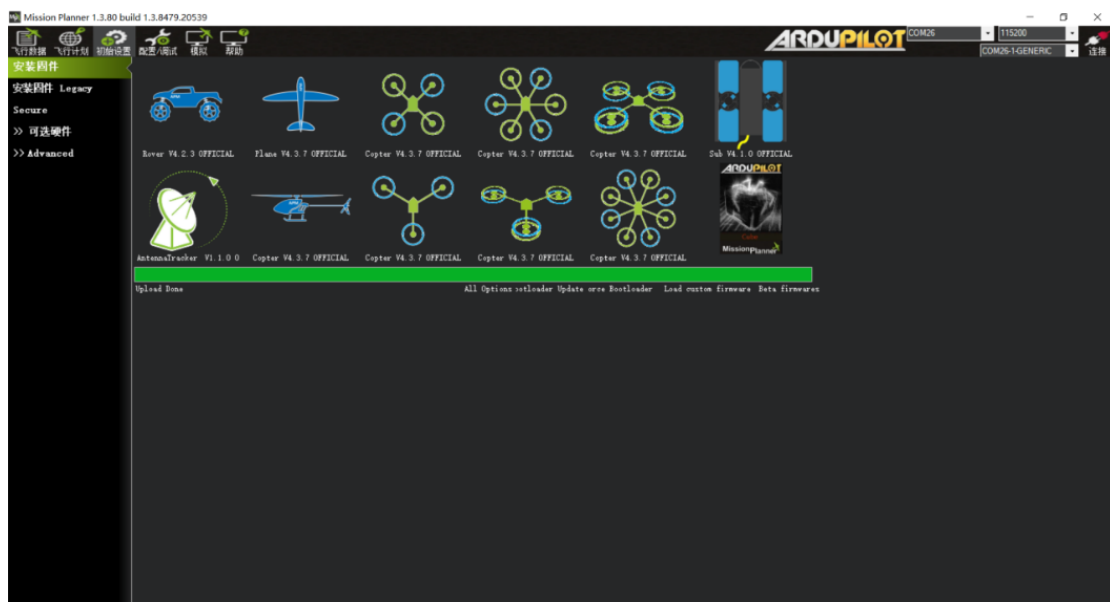 Mission Planner 1.3.80 build 1.3.8479.20539
飞行数据 飞行计划 初始设置 配置/调试 模拟 帮助
ARDUPILOT
COM26 115200
COM26-1-GENERIC 连接
安装固件
安装固件 Legacy
Secure
>> 可选硬件
>> Advanced
Rover V4.2.3 OFFICIAL Plane V4.3.7 OFFICIAL Copter V4.3.7 OFFICIAL Copter V4.3.7 OFFICIAL Copter V4.3.7 OFFICIAL Sub V4.1.0 OFFICIAL
ARDUPILOT
MissionPlanner
AntennaTracker V1.1.0 0 Copter V4.3.7 OFFICIAL Copter V4.3.7 OFFICIAL Copter V4.3.7 OFFICIAL Copter V4.3.7 OFFICIAL
Upload Done All Options :otloader Update orce Bootloader Load custom firmware Beta firmwares